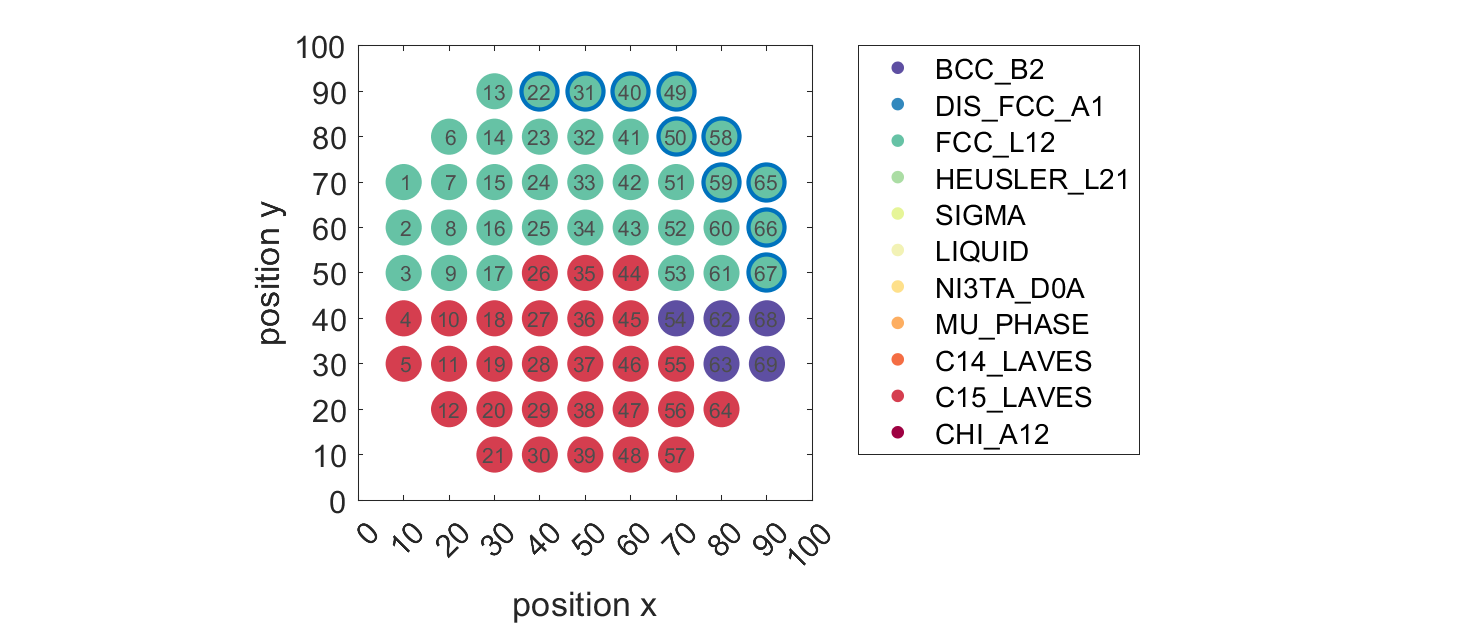 100
90
80
70
60
50
40
30
20
10
0
13 22 31 40 49
6 14 23 32 41 50 58
1 7 15 24 33 42 51 59 65
2 8 16 25 34 43 52 60 66
3 9 17 26 35 44 53 61 67
4 10 18 27 36 45 54 62 68
5 11 19 28 37 46 55 63 69
12 20 29 38 47 56 64
21 30 39 48 57
0 10 20 30 40 50 60 70 80 90 100
position x
position y
BCC_B2
DIS_FCC_A1
FCC_L12
HEUSLER_L21
SIGMA
LIQUID
NI3TA_D0A
MU_PHASE
C14_LAVES
C15_LAVES
CHI_A12